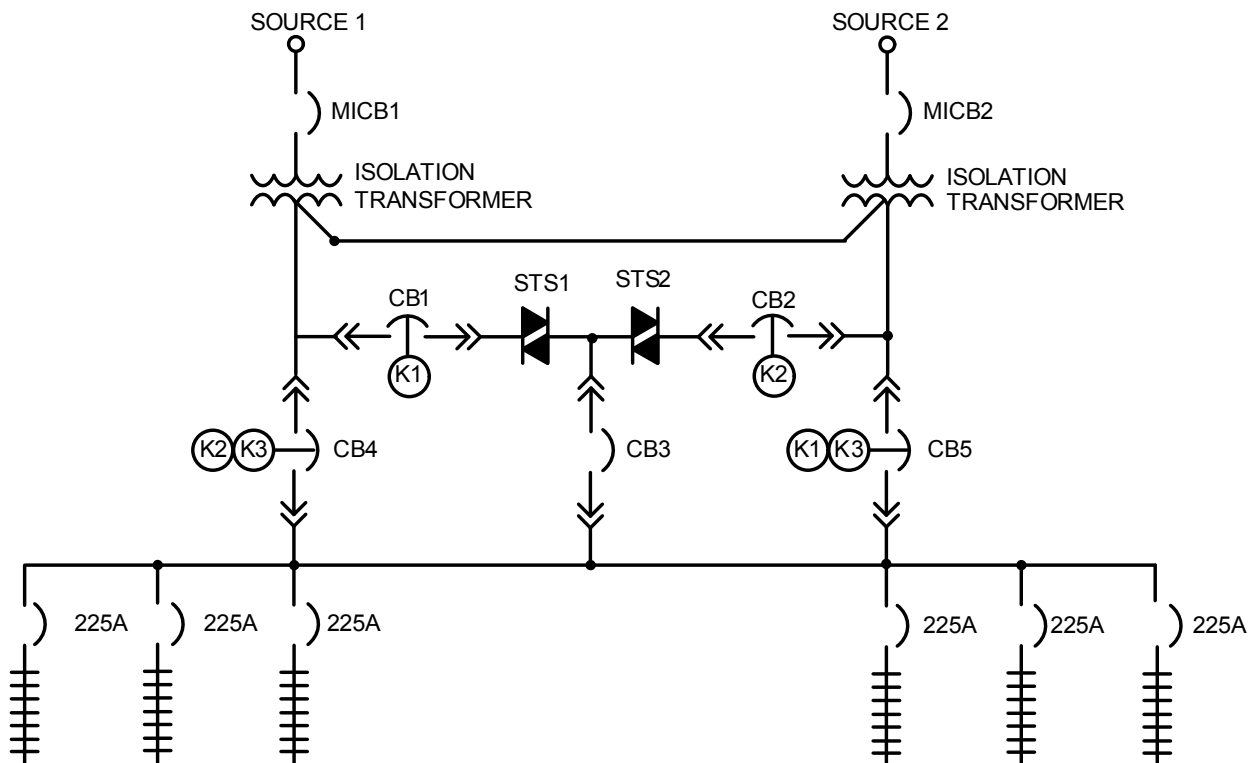 SOURCE 1
SOURCE 2
MICB1
MICB2
ISOLATION
TRANSFORMER
ISOLATION
TRANSFORMER
STS1
STS2
CB1
CB2
K1
K2
K2
K3
CB4
CB3
K1
K3
CB5
225A
225A
225A
225A
225A
225A